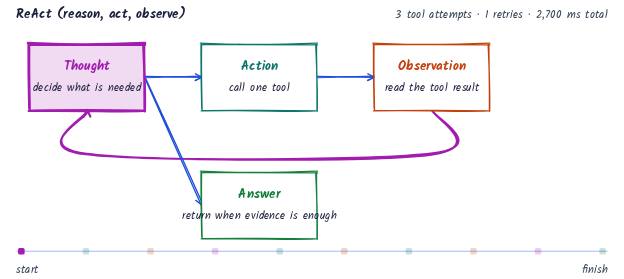 ReAct (reason, act, observe)
3 tool attempts · 1 retries · 2,700 ms total
Thought
decide what is needed
Action
call one tool
Observation
read the tool result
Answer
return when evidence is enough
start
finish